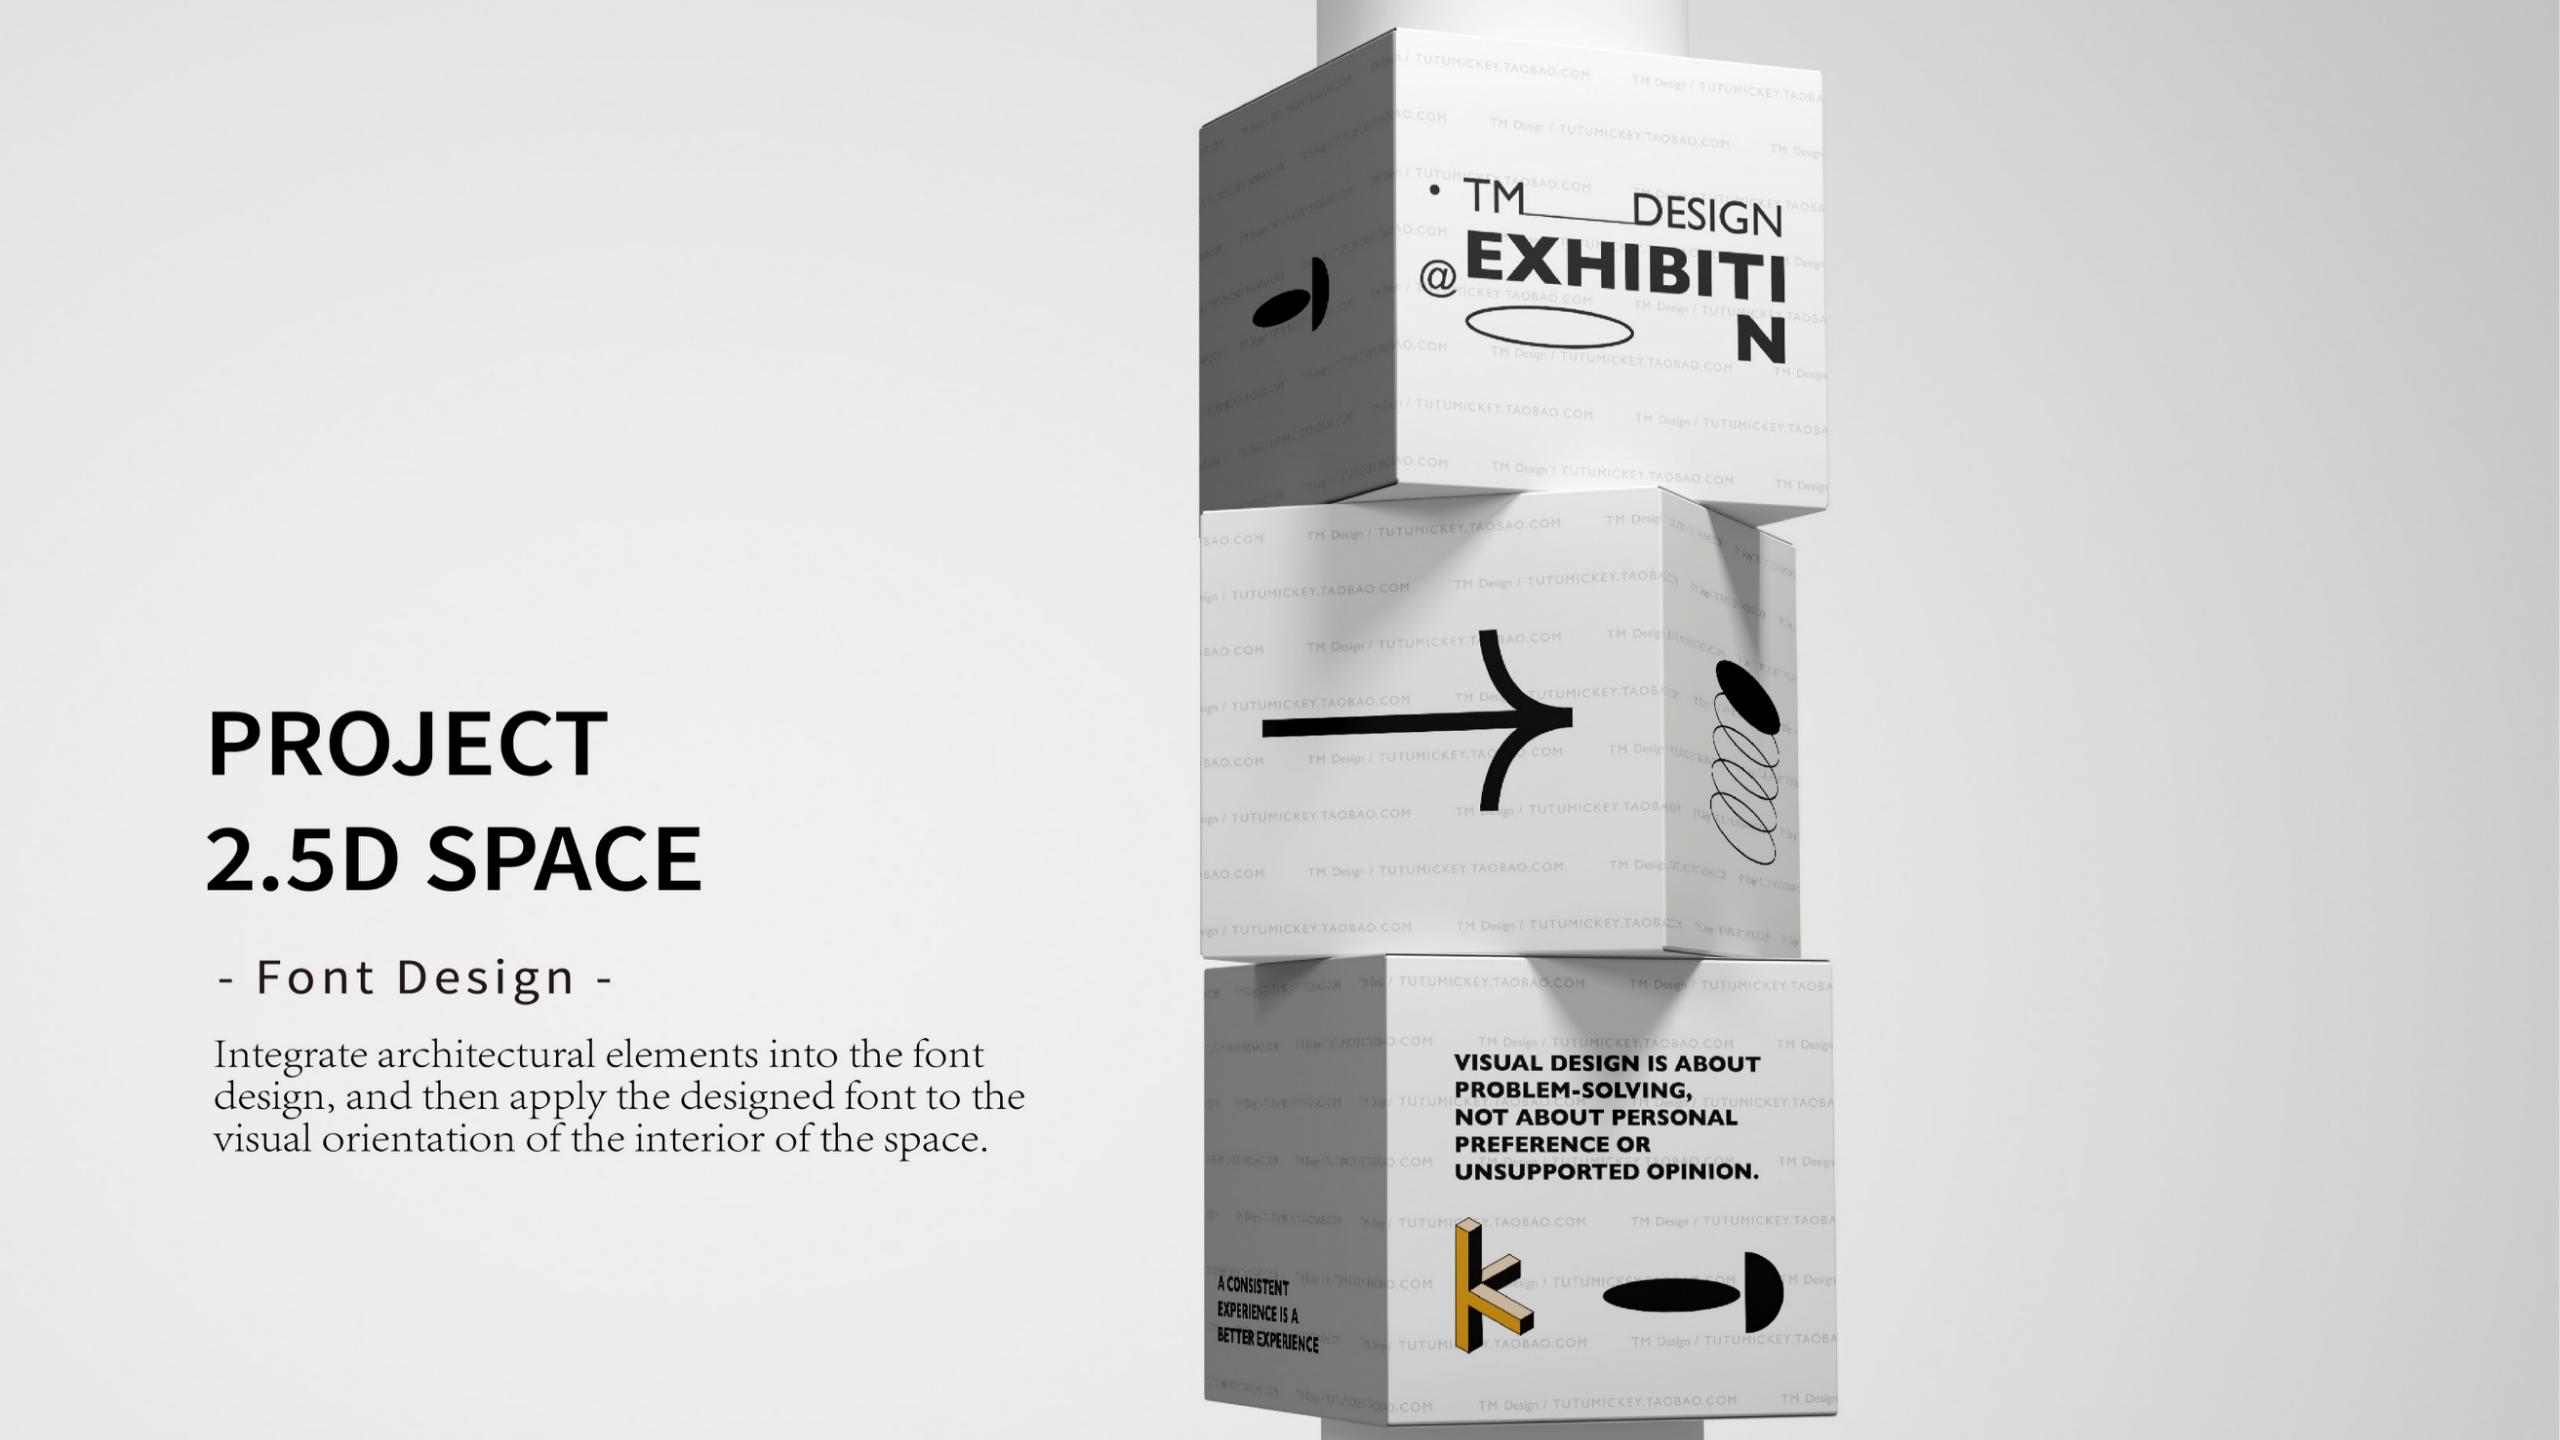 PROJECT
2.5D SPACE
- Font Design -
Integrate architectural elements into the font
design, and then apply the designed font to the
visual orientation of the interior of the space.
• TM____DESIGN
@EXHIBITI
N
VISUAL DESIGN IS ABOUT
PROBLEM-SOLVING,
NOT ABOUT PERSONAL
PREFERENCE OR
UNSUPPORTED OPINION.
k
A CONSISTENT
EXPERIENCE IS A
BETTER EXPERIENCE
TM Design / TUTUMICKEY.TAOBAO.COM